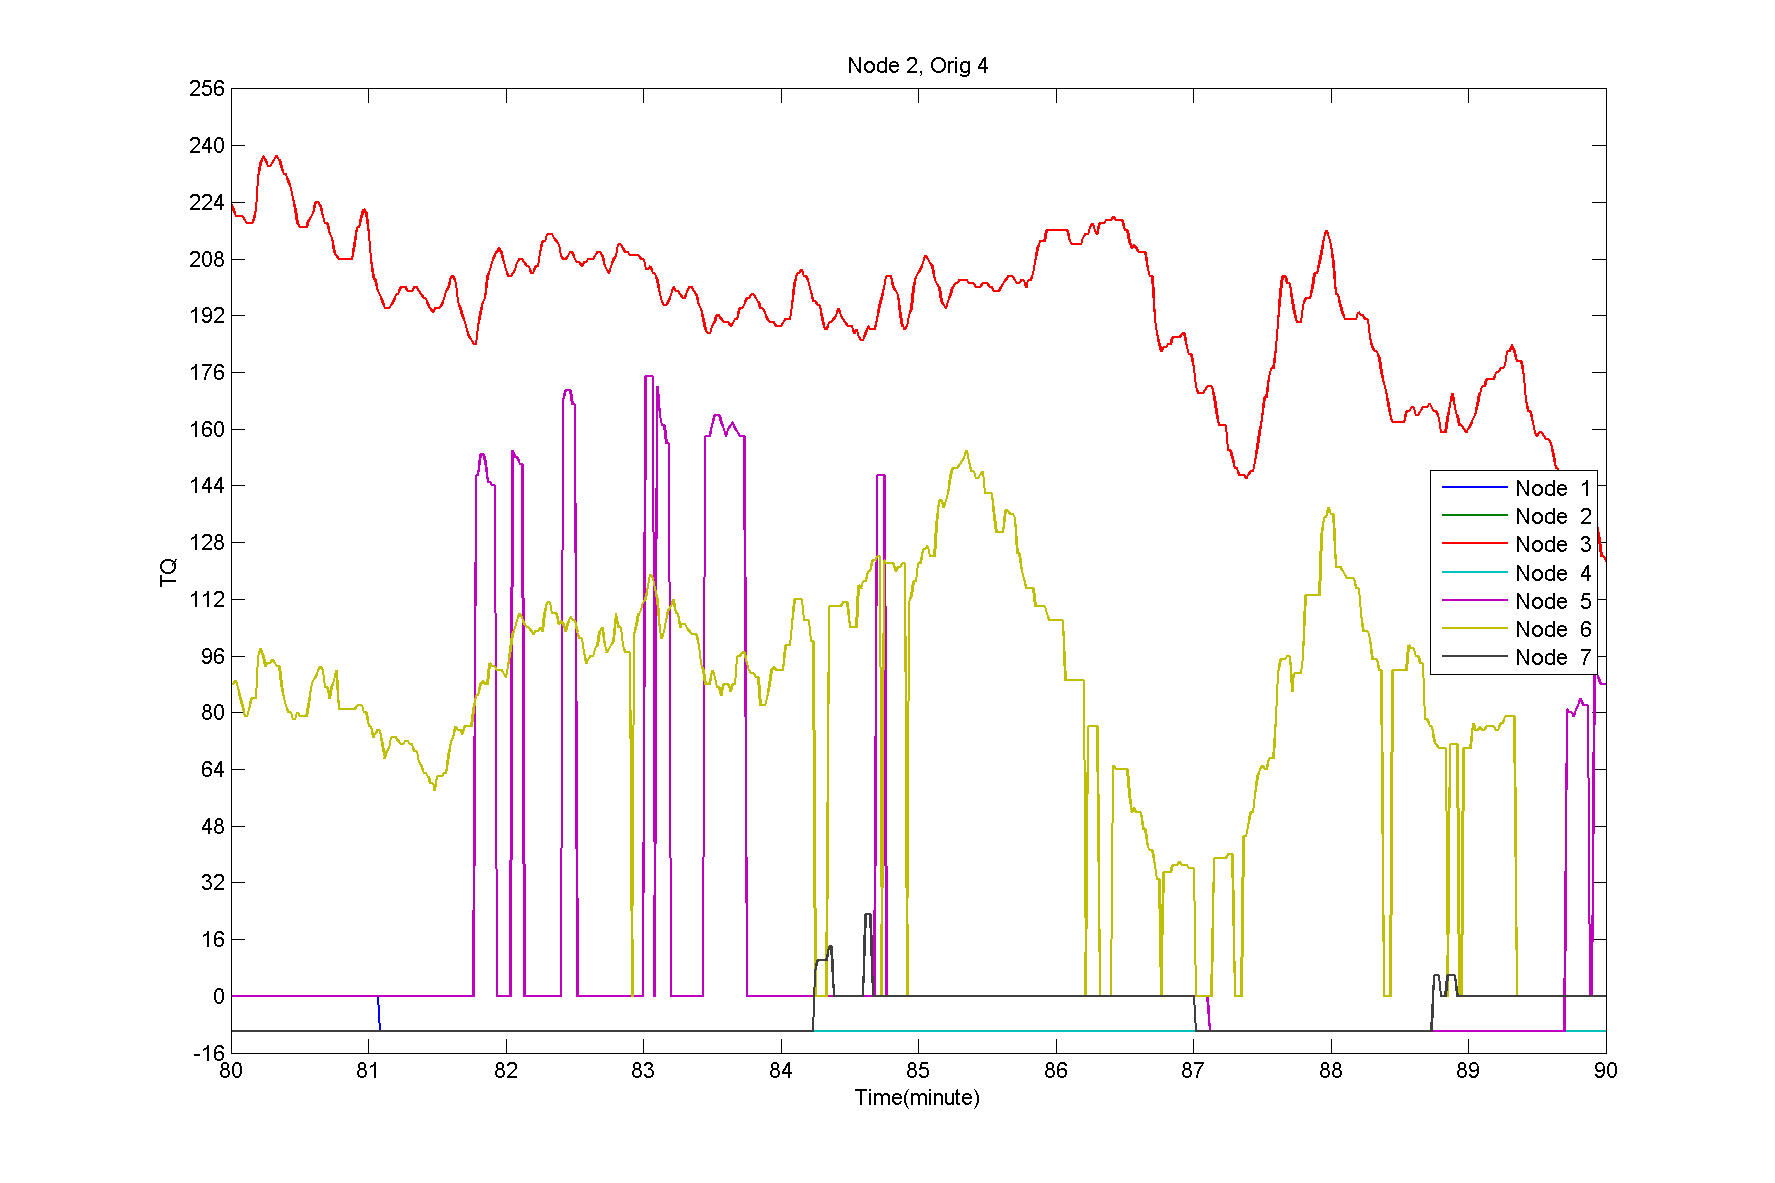 Node 2, Orig 4
256
240
224
208
192
176
160
144
128
112
96
80
64
48
32
16
0
-16
TQ
Node 1
Node 2
Node 3
Node 4
Node 5
Node 6
Node 7
80 81 82 83 84 85 86 87 88 89 90
Time(minute)